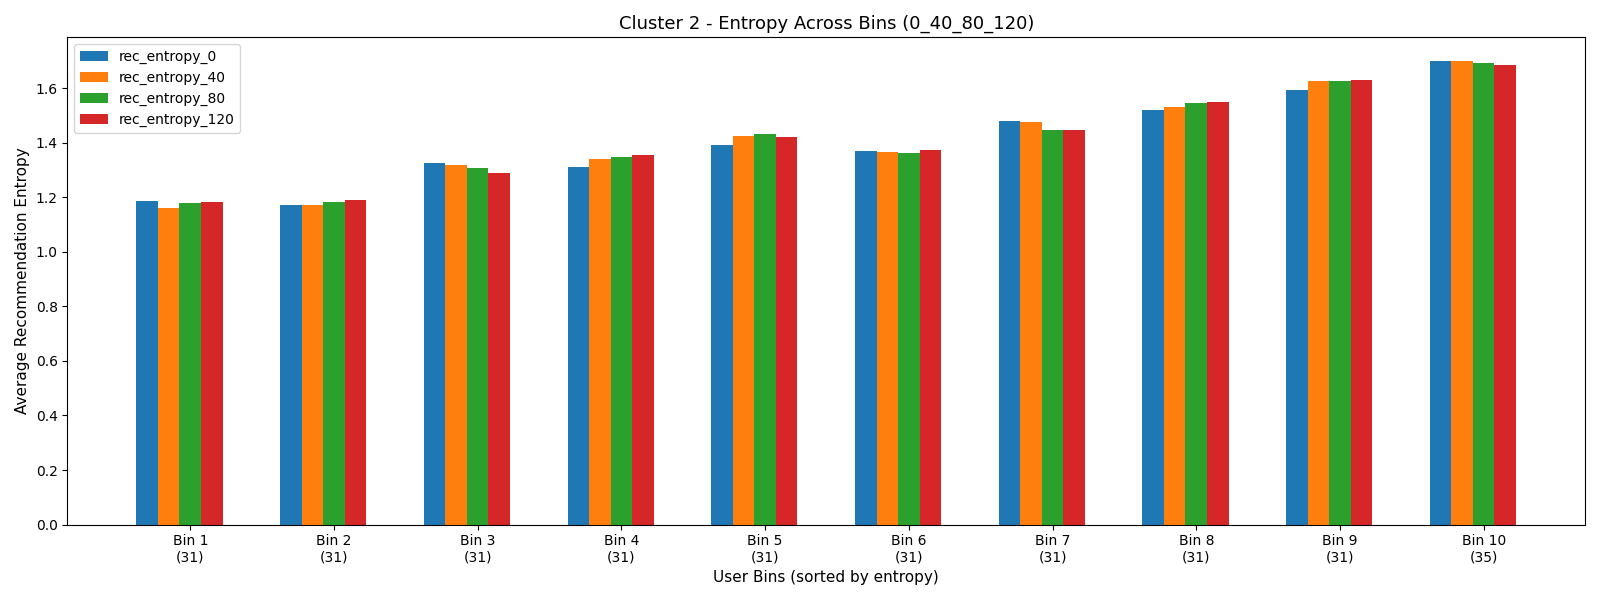 Cluster 2 - Entropy Across Bins (0_40_80_120)
rec_entropy_0
rec_entropy_40
rec_entropy_80
rec_entropy_120
Average Recommendation Entropy
1.6
1.4
1.2
1.0
0.8
0.6
0.4
0.2
0.0
Bin 1
(31)
Bin 2
(31)
Bin 3
(31)
Bin 4
(31)
Bin 5
(31)
Bin 6
(31)
Bin 7
(31)
Bin 8
(31)
Bin 9
(31)
Bin 10
(35)
User Bins (sorted by entropy)